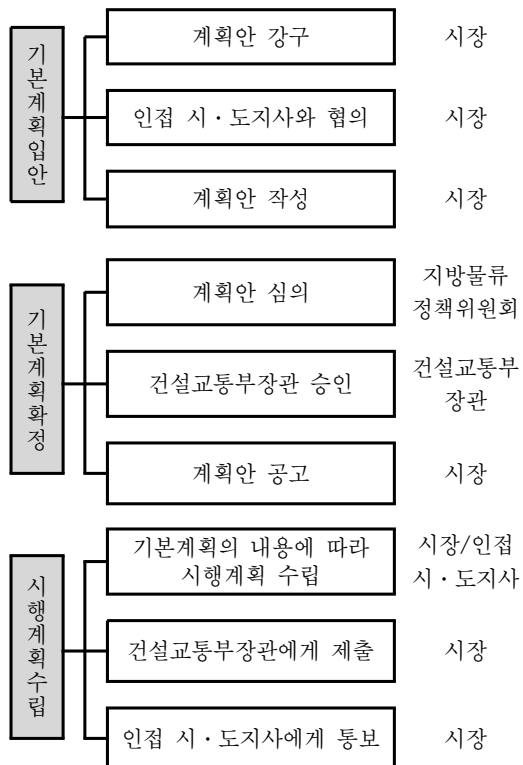 기본계획입안
계획안 강구
시장
인접 시·도지사와 협의
시장
계획안 작성
시장
기본계획확정
계획안 심의
지방물류
정책위원회
건설교통부장관 승인
건설교통부
장관
계획안 공고
시장
시행계획수립
기본계획의 내용에 따라
시행계획 수립
시장/인접
시·도지사
건설교통부장관에게 제출
시장
인접 시·도지사에게 통보
시장